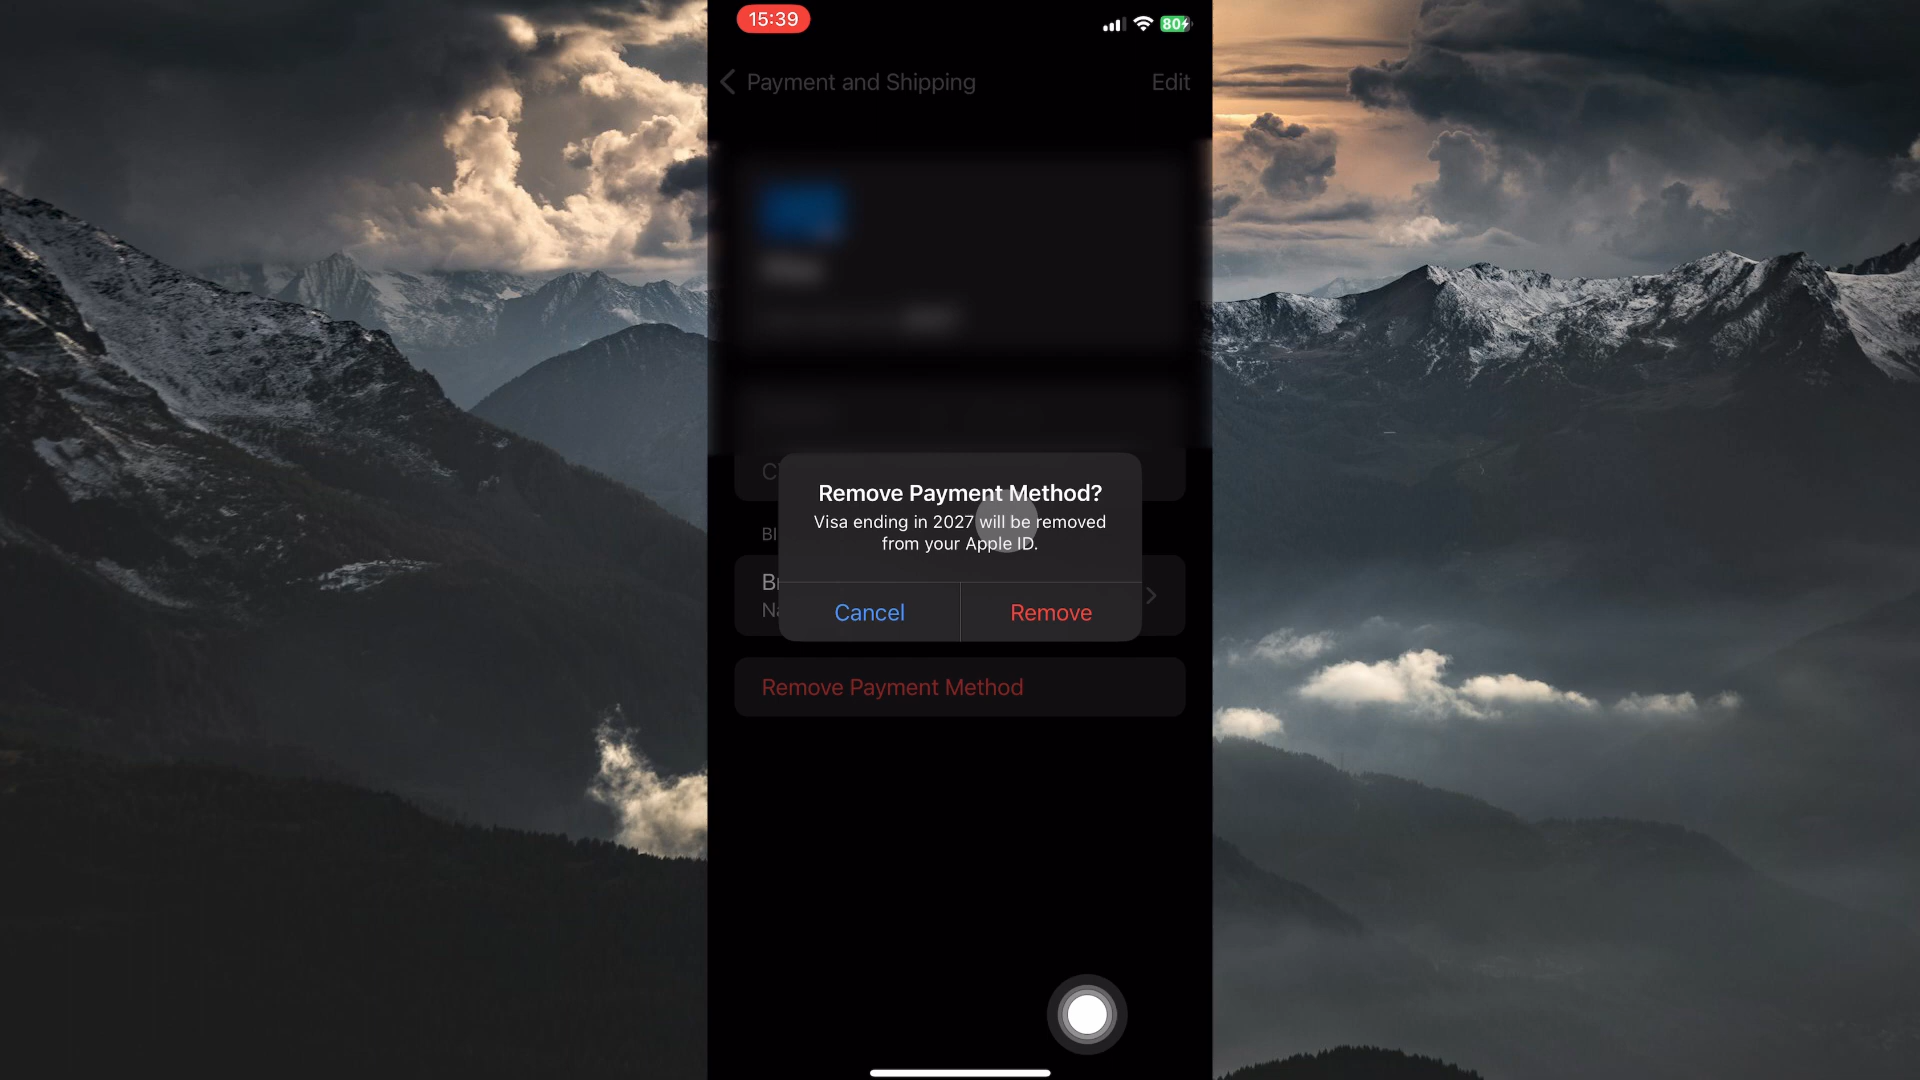 15:39
80
Payment and Shipping
Edit
Remove Payment Method?
Visa ending in 2027 will be removed
from your Apple ID.
Cancel
Remove
Remove Payment Method